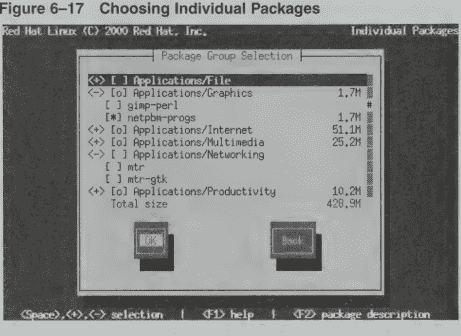 Figure 6–17 Choosing Individual Packages
Red Hat Linux (C) 2000 Red Hat, Inc. Individual Packages
Package Group Selection
<+> [ ] Applications/File
<-> [o] Applications/Graphics 1.7M
[ ] gimp-perl #
[*] netpbm-progs 1.7M
<+> [o] Applications/Internet 51.1M
<+> [o] Applications/Multimedia 25.2M
<-> [ ] Applications/Networking
[ ] mtr
[ ] mtr-gtk
<+> [o] Applications/Productivity 10.2M
Total size 428.9M
OK Back
<Space>,<+>,<-> selection | <F1> help | <F2> package description